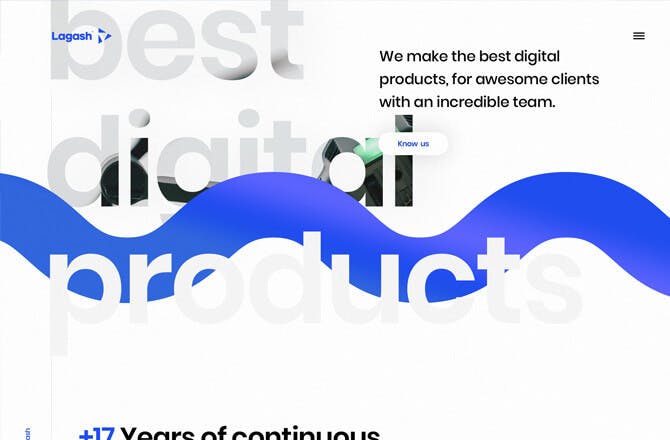 best
Lagash
We make the best digital
products, for awesome clients
with an incredible team.
digital
Know us
products
+17 Years of continuous